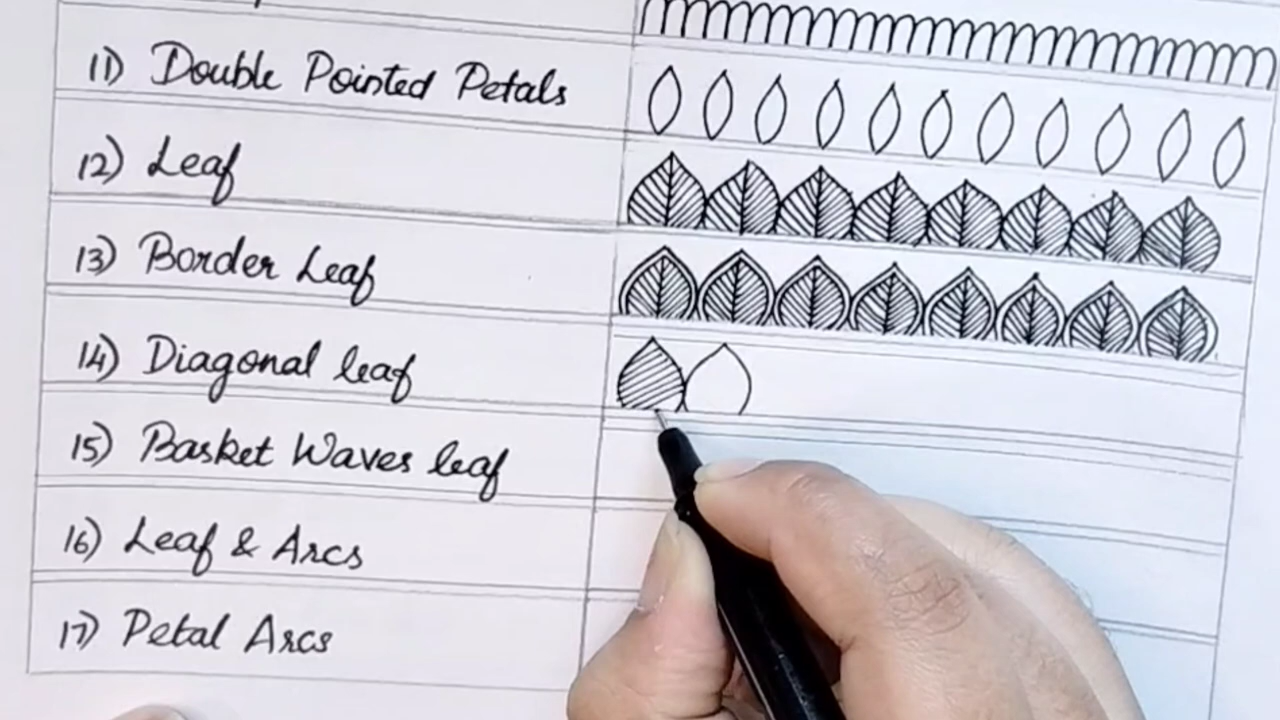 11) Double Pointed Petals
12) Leaf
13) Border Leaf
14) Diagonal leaf
15) Basket Waves leaf
16) Leaf & Arcs
17) Petal Arcs